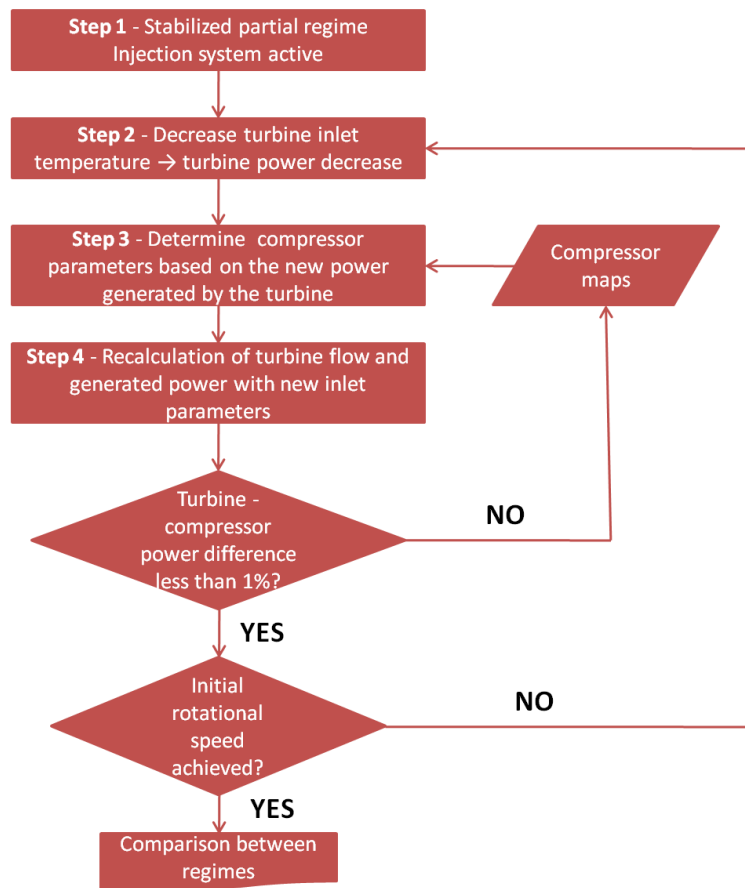 Step 1 - Stabilized partial regime
Injection system active
Step 2 - Decrease turbine inlet
temperature → turbine power decrease
Step 3 - Determine compressor
parameters based on the new power
generated by the turbine
Compressor
maps
Step 4 - Recalculation of turbine flow and
generated power with new inlet
parameters
Turbine -
compressor
power difference
less than 1%?
NO
YES
Initial
rotational
speed
achieved?
NO
YES
Comparison between
regimes